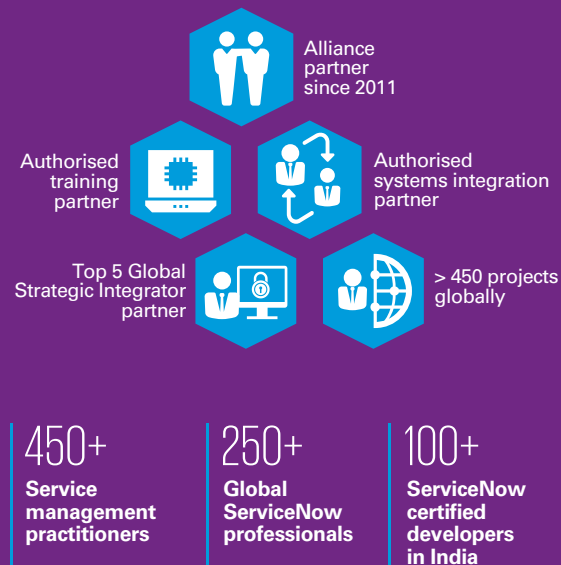 Alliance
partner
since 2011
Authorised
training
partner
Authorised
systems integration
partner
Top 5 Global
Strategic Integrator
partner
> 450 projects
globally
450+
Service
management
practitioners
250+
Global
ServiceNow
professionals
100+
ServiceNow
certified
developers
in India